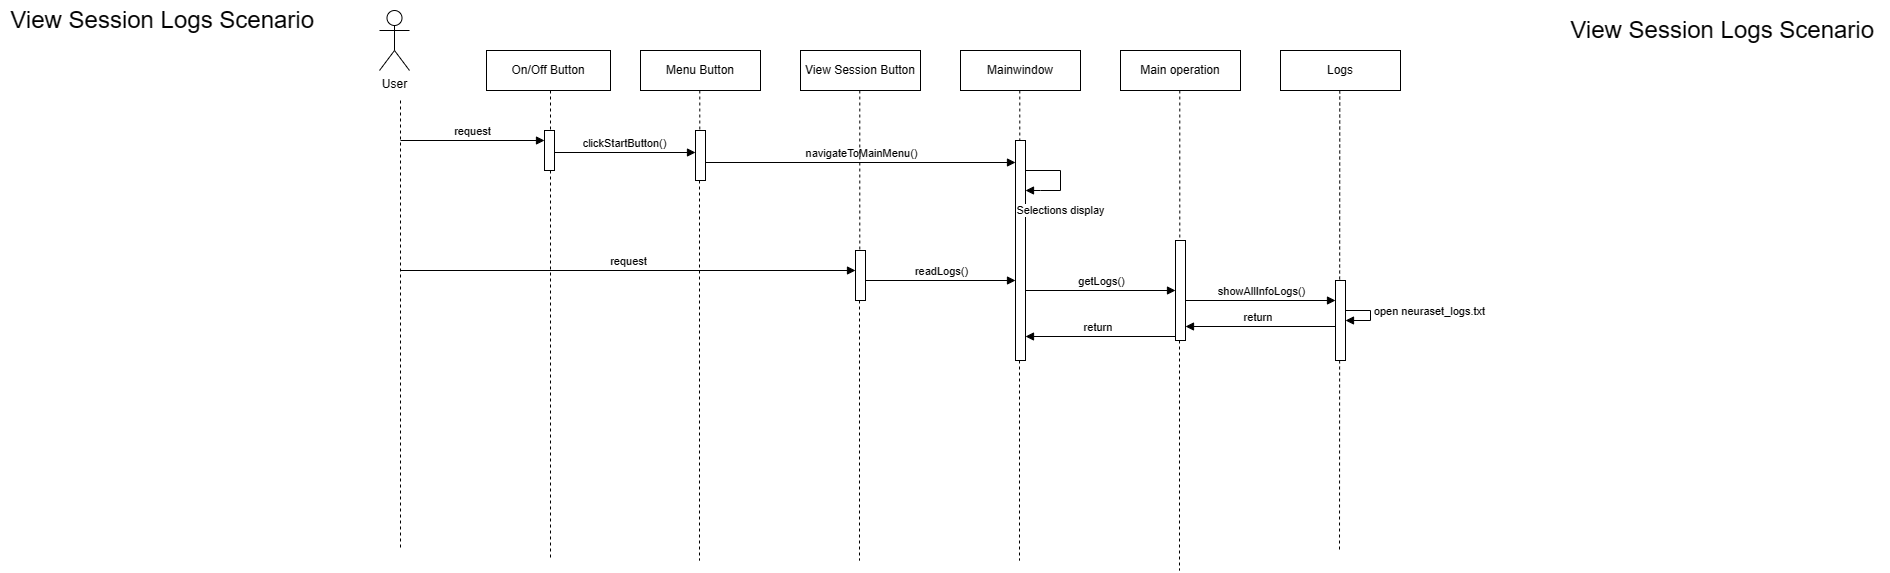 View Session Logs Scenario
View Session Logs Scenario
User
On/Off Button
Menu Button
View Session Button
Mainwindow
Main operation
Logs
request
clickStartButton()
navigateToMainMenu()
Selections display
request
readLogs()
getLogs()
showAllInfoLogs()
open neuraset_logs.txt
return
return